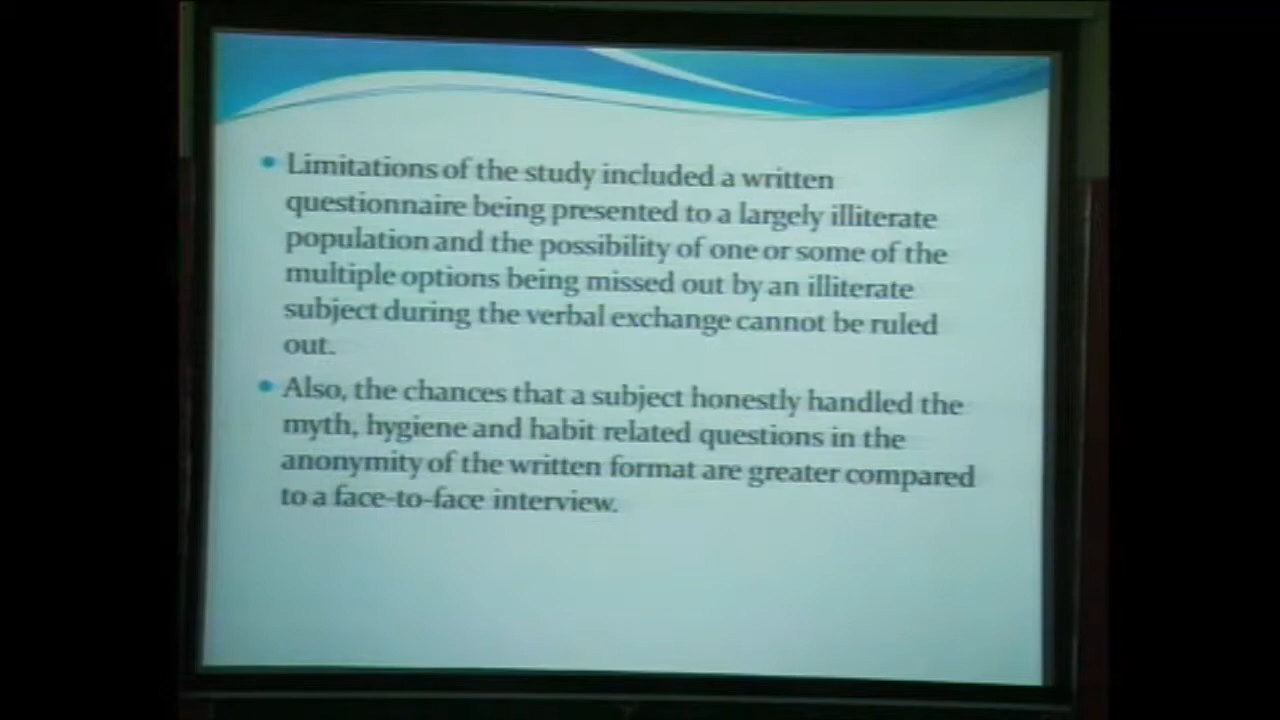 Limitations of the study included a written
questionnaire being presented to a largely illiterate
population and the possibility of one or some of the
multiple options being missed out by an illiterate
subject during the verbal exchange cannot be ruled
out.
Also, the chances that a subject honestly handled the
myth, hygiene and habit related questions in the
anonymity of the written format are greater compared
to a face-to-face interview.